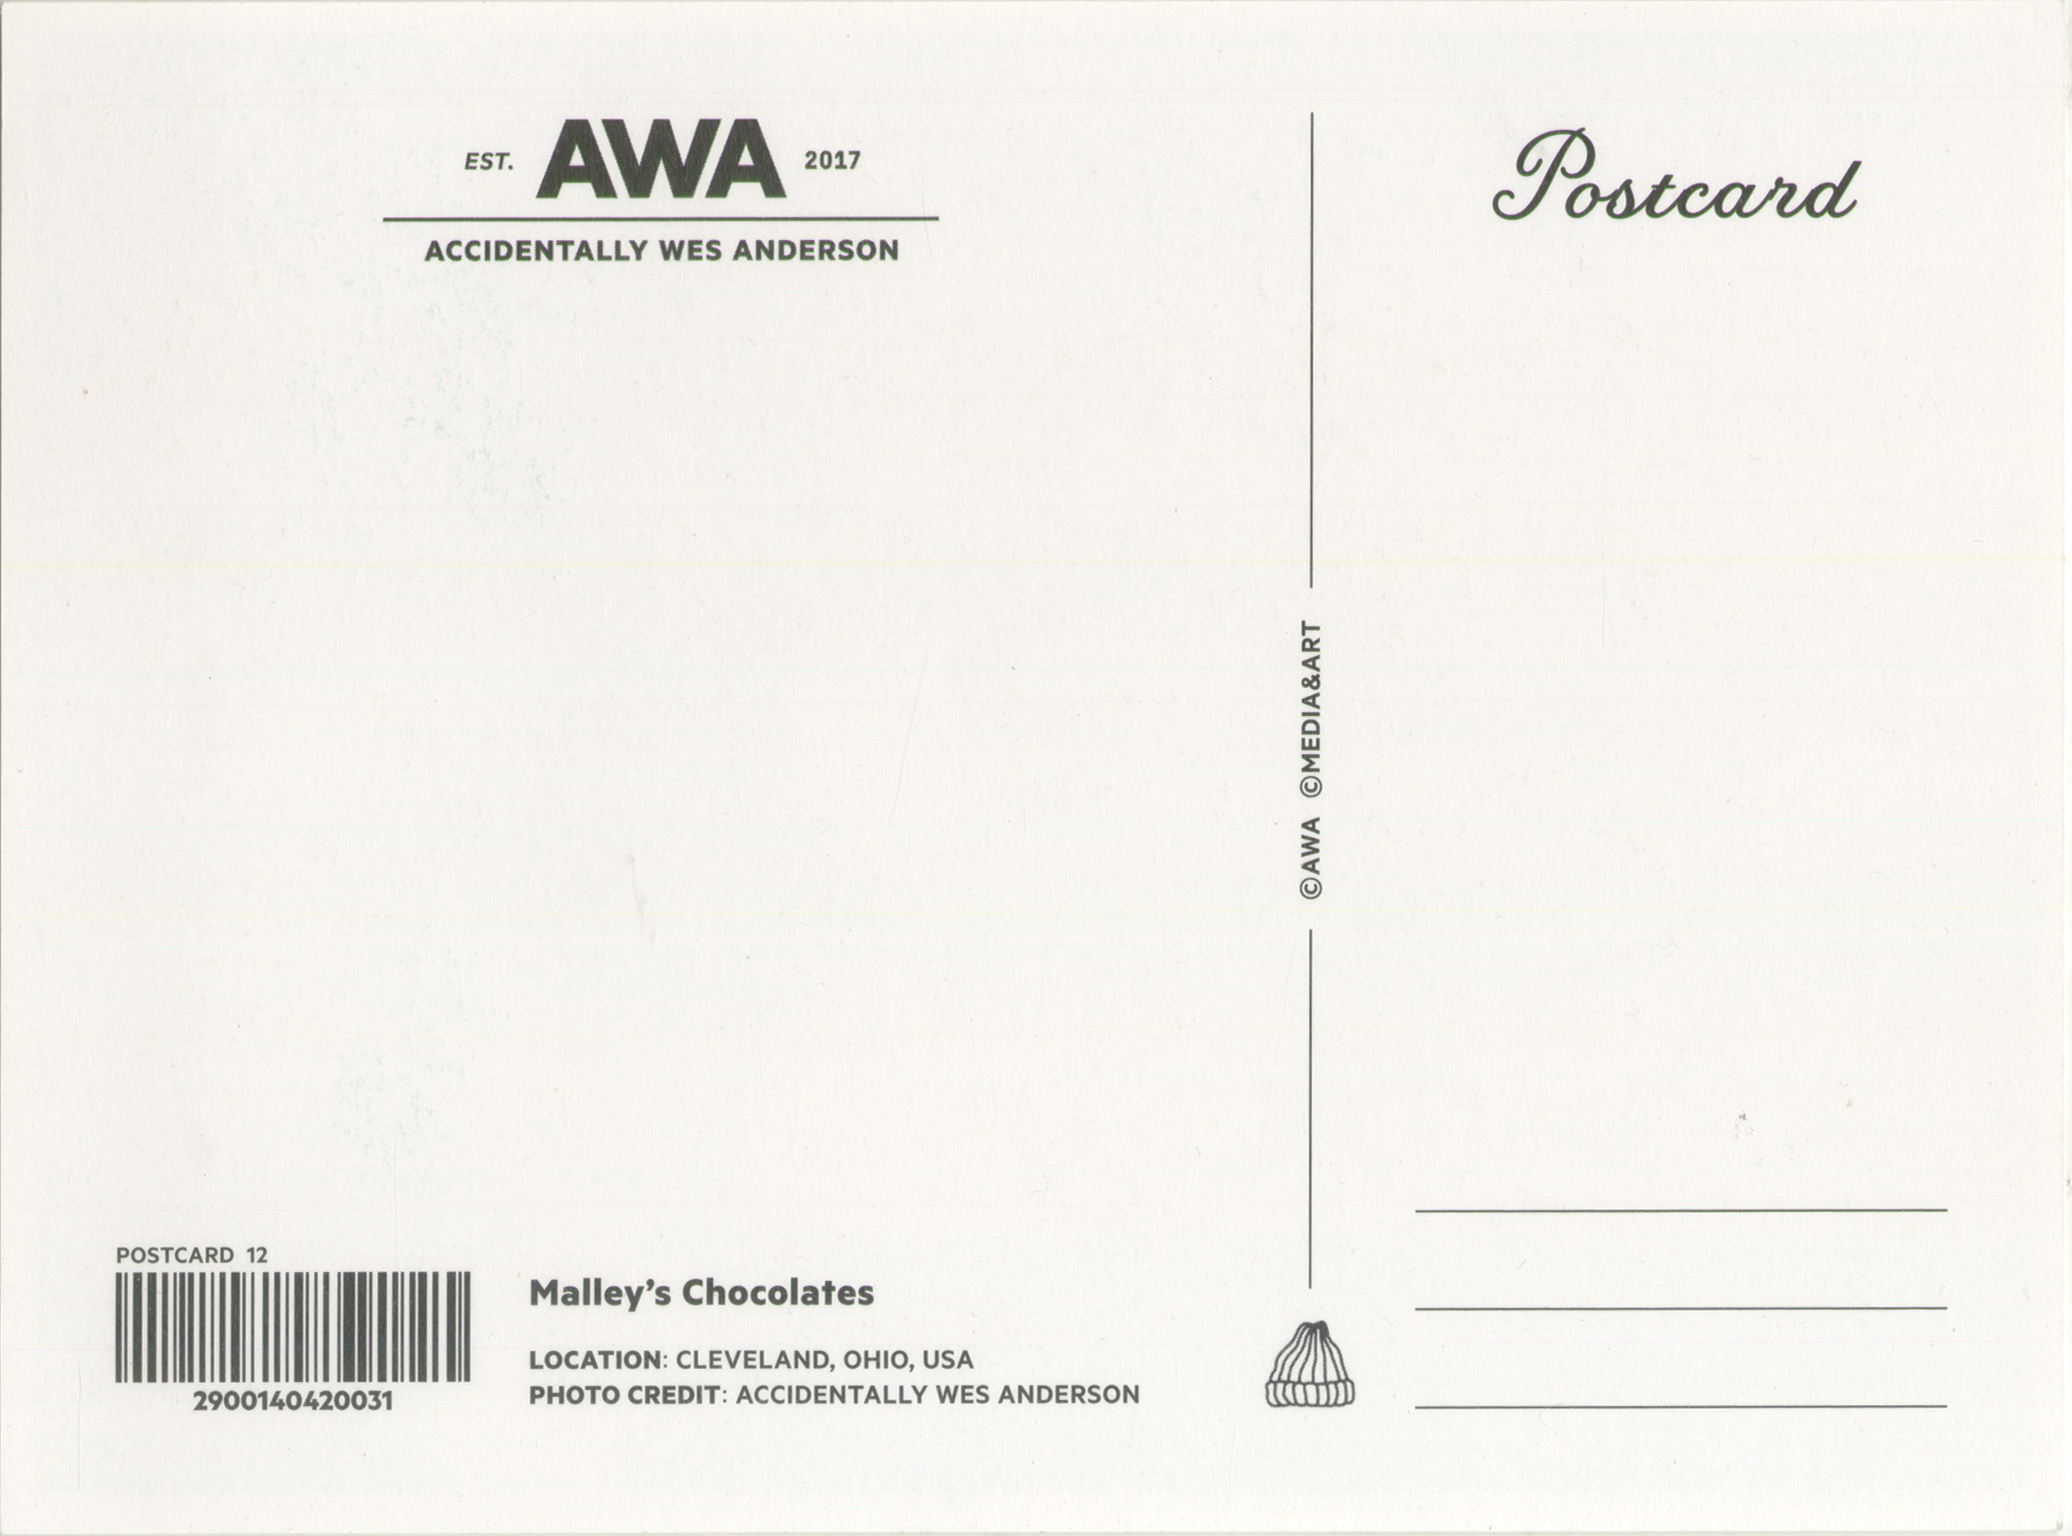 EST. AWA 2017
ACCIDENTALLY WES ANDERSON
Postcard
©AWA ©MEDIA&ART
POSTCARD 12
2900140420031
Malley's Chocolates
LOCATION: CLEVELAND, OHIO, USA
PHOTO CREDIT: ACCIDENTALLY WES ANDERSON